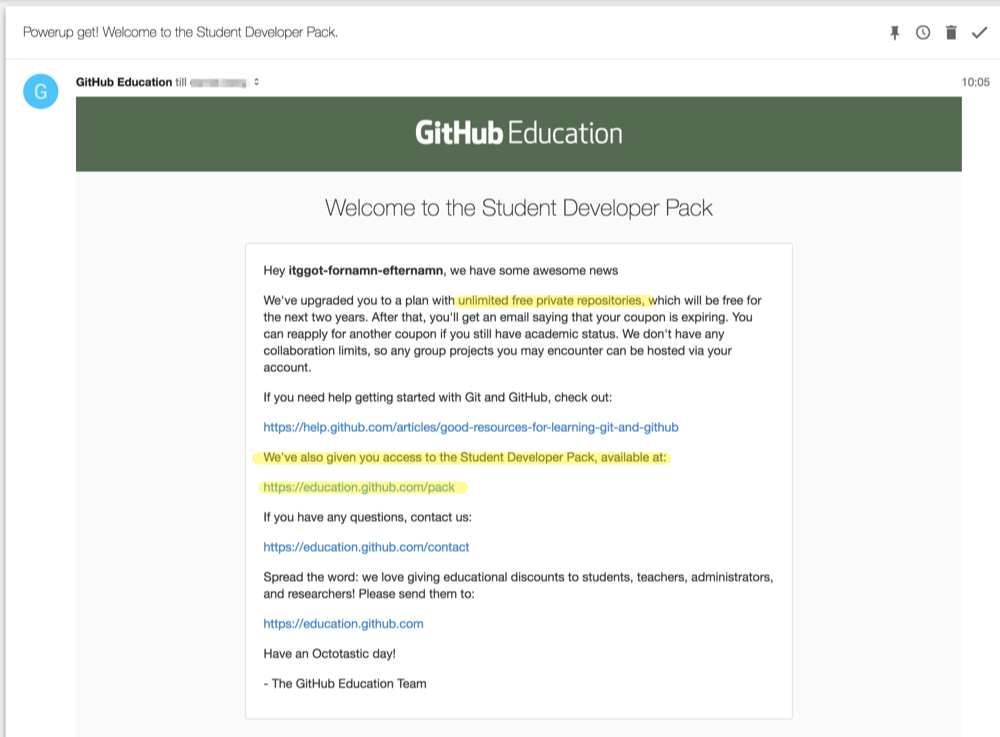 Powerup get! Welcome to the Student Developer Pack.
G
GitHub Education till
10:05
GitHub Education
Welcome to the Student Developer Pack
Hey itggot-fornamn-efternamn, we have some awesome news
We've upgraded you to a plan with unlimited free private repositories, which will be free for
the next two years. After that, you'll get an email saying that your coupon is expiring. You
can reapply for another coupon if you still have academic status. We don't have any
collaboration limits, so any group projects you may encounter can be hosted via your
account.
If you need help getting started with Git and GitHub, check out:
https://help.github.com/articles/good-resources-for-learning-git-and-github
We've also given you access to the Student Developer Pack, available at:
https://education.github.com/pack
If you have any questions, contact us:
https://education.github.com/contact
Spread the word: we love giving educational discounts to students, teachers, administrators,
and researchers! Please send them to:
https://education.github.com
Have an Octotastic day!
- The GitHub Education Team